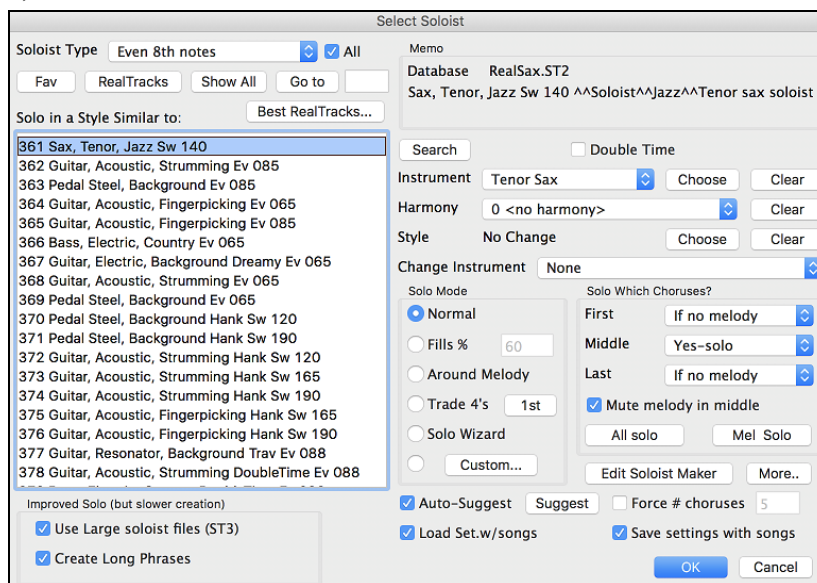 Select Soloist
Soloist Type Even 8th notes All
Fav RealTracks Show All Go to
Solo in a Style Similar to: Best RealTracks...
361 Sax, Tenor, Jazz Sw 140
362 Guitar, Acoustic, Strumming Ev 085
363 Pedal Steel, Background Ev 085
364 Guitar, Acoustic, Fingerpicking Ev 065
365 Guitar, Acoustic, Fingerpicking Ev 085
366 Bass, Electric, Country Ev 065
367 Guitar, Electric, Background Dreamy Ev 065
368 Guitar, Acoustic, Strumming Ev 065
369 Pedal Steel, Background Ev 065
370 Pedal Steel, Background Hank Sw 120
371 Pedal Steel, Background Hank Sw 190
372 Guitar, Acoustic, Strumming Hank Sw 120
373 Guitar, Acoustic, Strumming Hank Sw 165
374 Guitar, Acoustic, Strumming Hank Sw 190
375 Guitar, Acoustic, Fingerpicking Hank Sw 165
376 Guitar, Acoustic, Fingerpicking Hank Sw 190
377 Guitar, Resonator, Background Trav Ev 088
378 Guitar, Acoustic, Strumming DoubleTime Ev 088
Improved Solo (but slower creation)
Use Large soloist files (ST3)
Create Long Phrases
Memo
Database RealSax.ST2
Sax, Tenor, Jazz Sw 140 ^^Soloist^^Jazz^^Tenor sax soloist
Search Double Time
Instrument Tenor Sax Choose Clear
Harmony 0 <no harmony> Clear
Style No Change Choose Clear
Change Instrument None
Solo Mode
Normal
Fills % 60
Around Melody
Trade 4's 1st
Solo Wizard
Custom...
Solo Which Choruses?
First If no melody
Middle Yes-solo
Last If no melody
Mute melody in middle
All solo Mel Solo
Edit Soloist Maker More..
Auto-Suggest Suggest Force # choruses 5
Load Set.w/songs Save settings with songs
OK Cancel